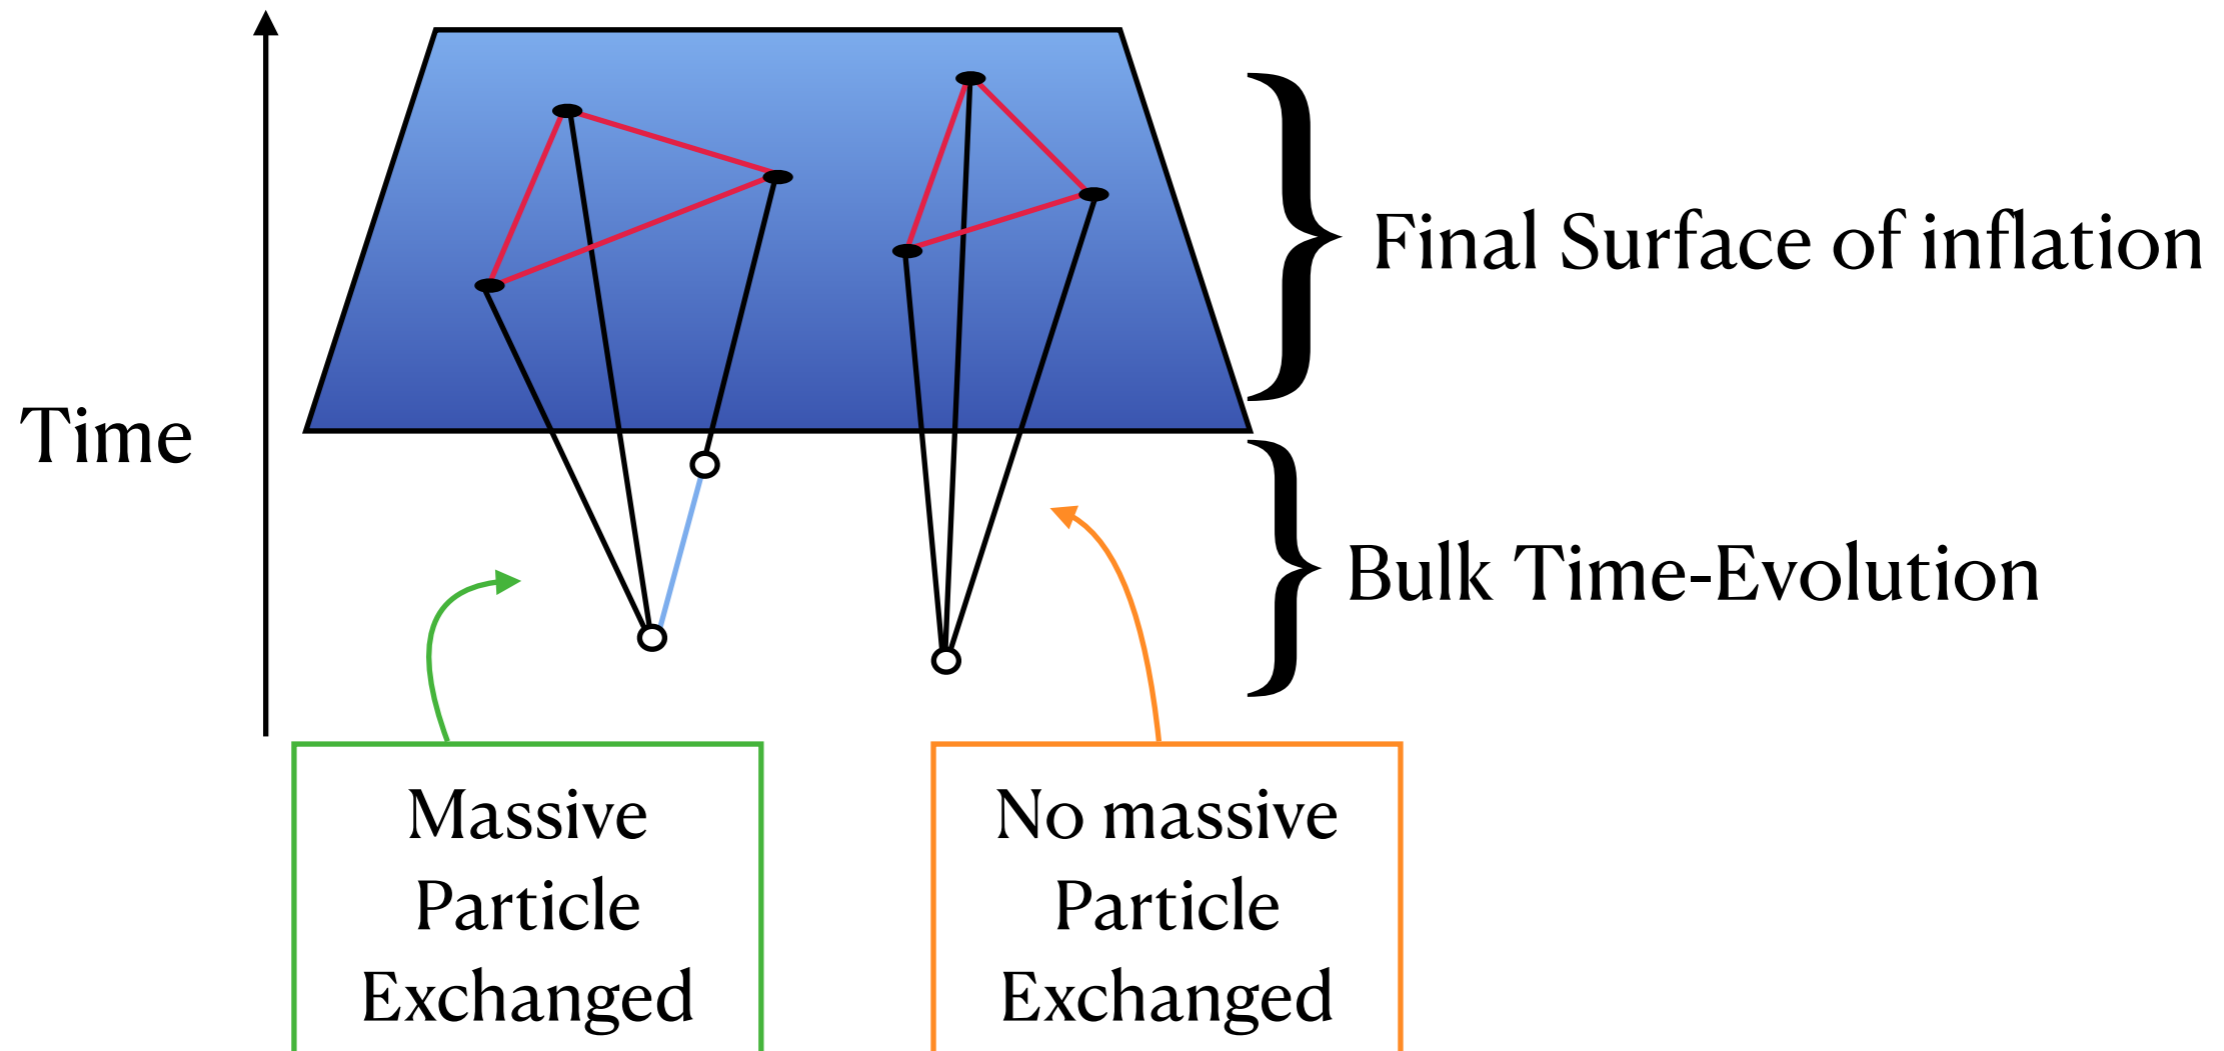 Final Surface of inflation
Time
Bulk Time-Evolution
Massive
Particle
Exchanged
No massive
Particle
Exchanged